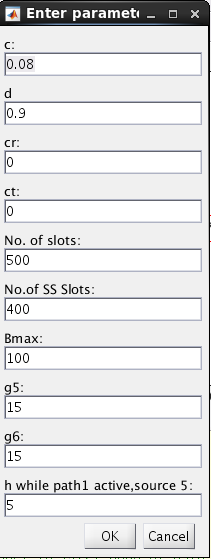 Enter paramete
c:
0.08
d
0.9
cr:
0
ct:
0
No. of slots:
500
No.of SS Slots:
400
Bmax:
100
g5:
15
g6:
15
h while path1 active,source 5:
5
OK Cancel